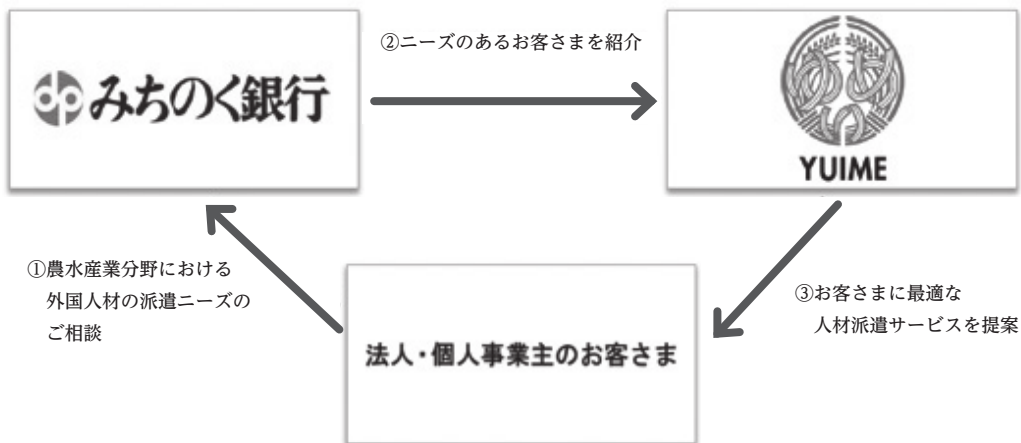 dp みちのく銀行
②ニーズのあるお客さまを紹介
ゆいめ
YUIME
①農水産業分野における
外国人材の派遣ニーズの
ご相談
③お客さまに最適な
人材派遣サービスを提案
法人・個人事業主のお客さま